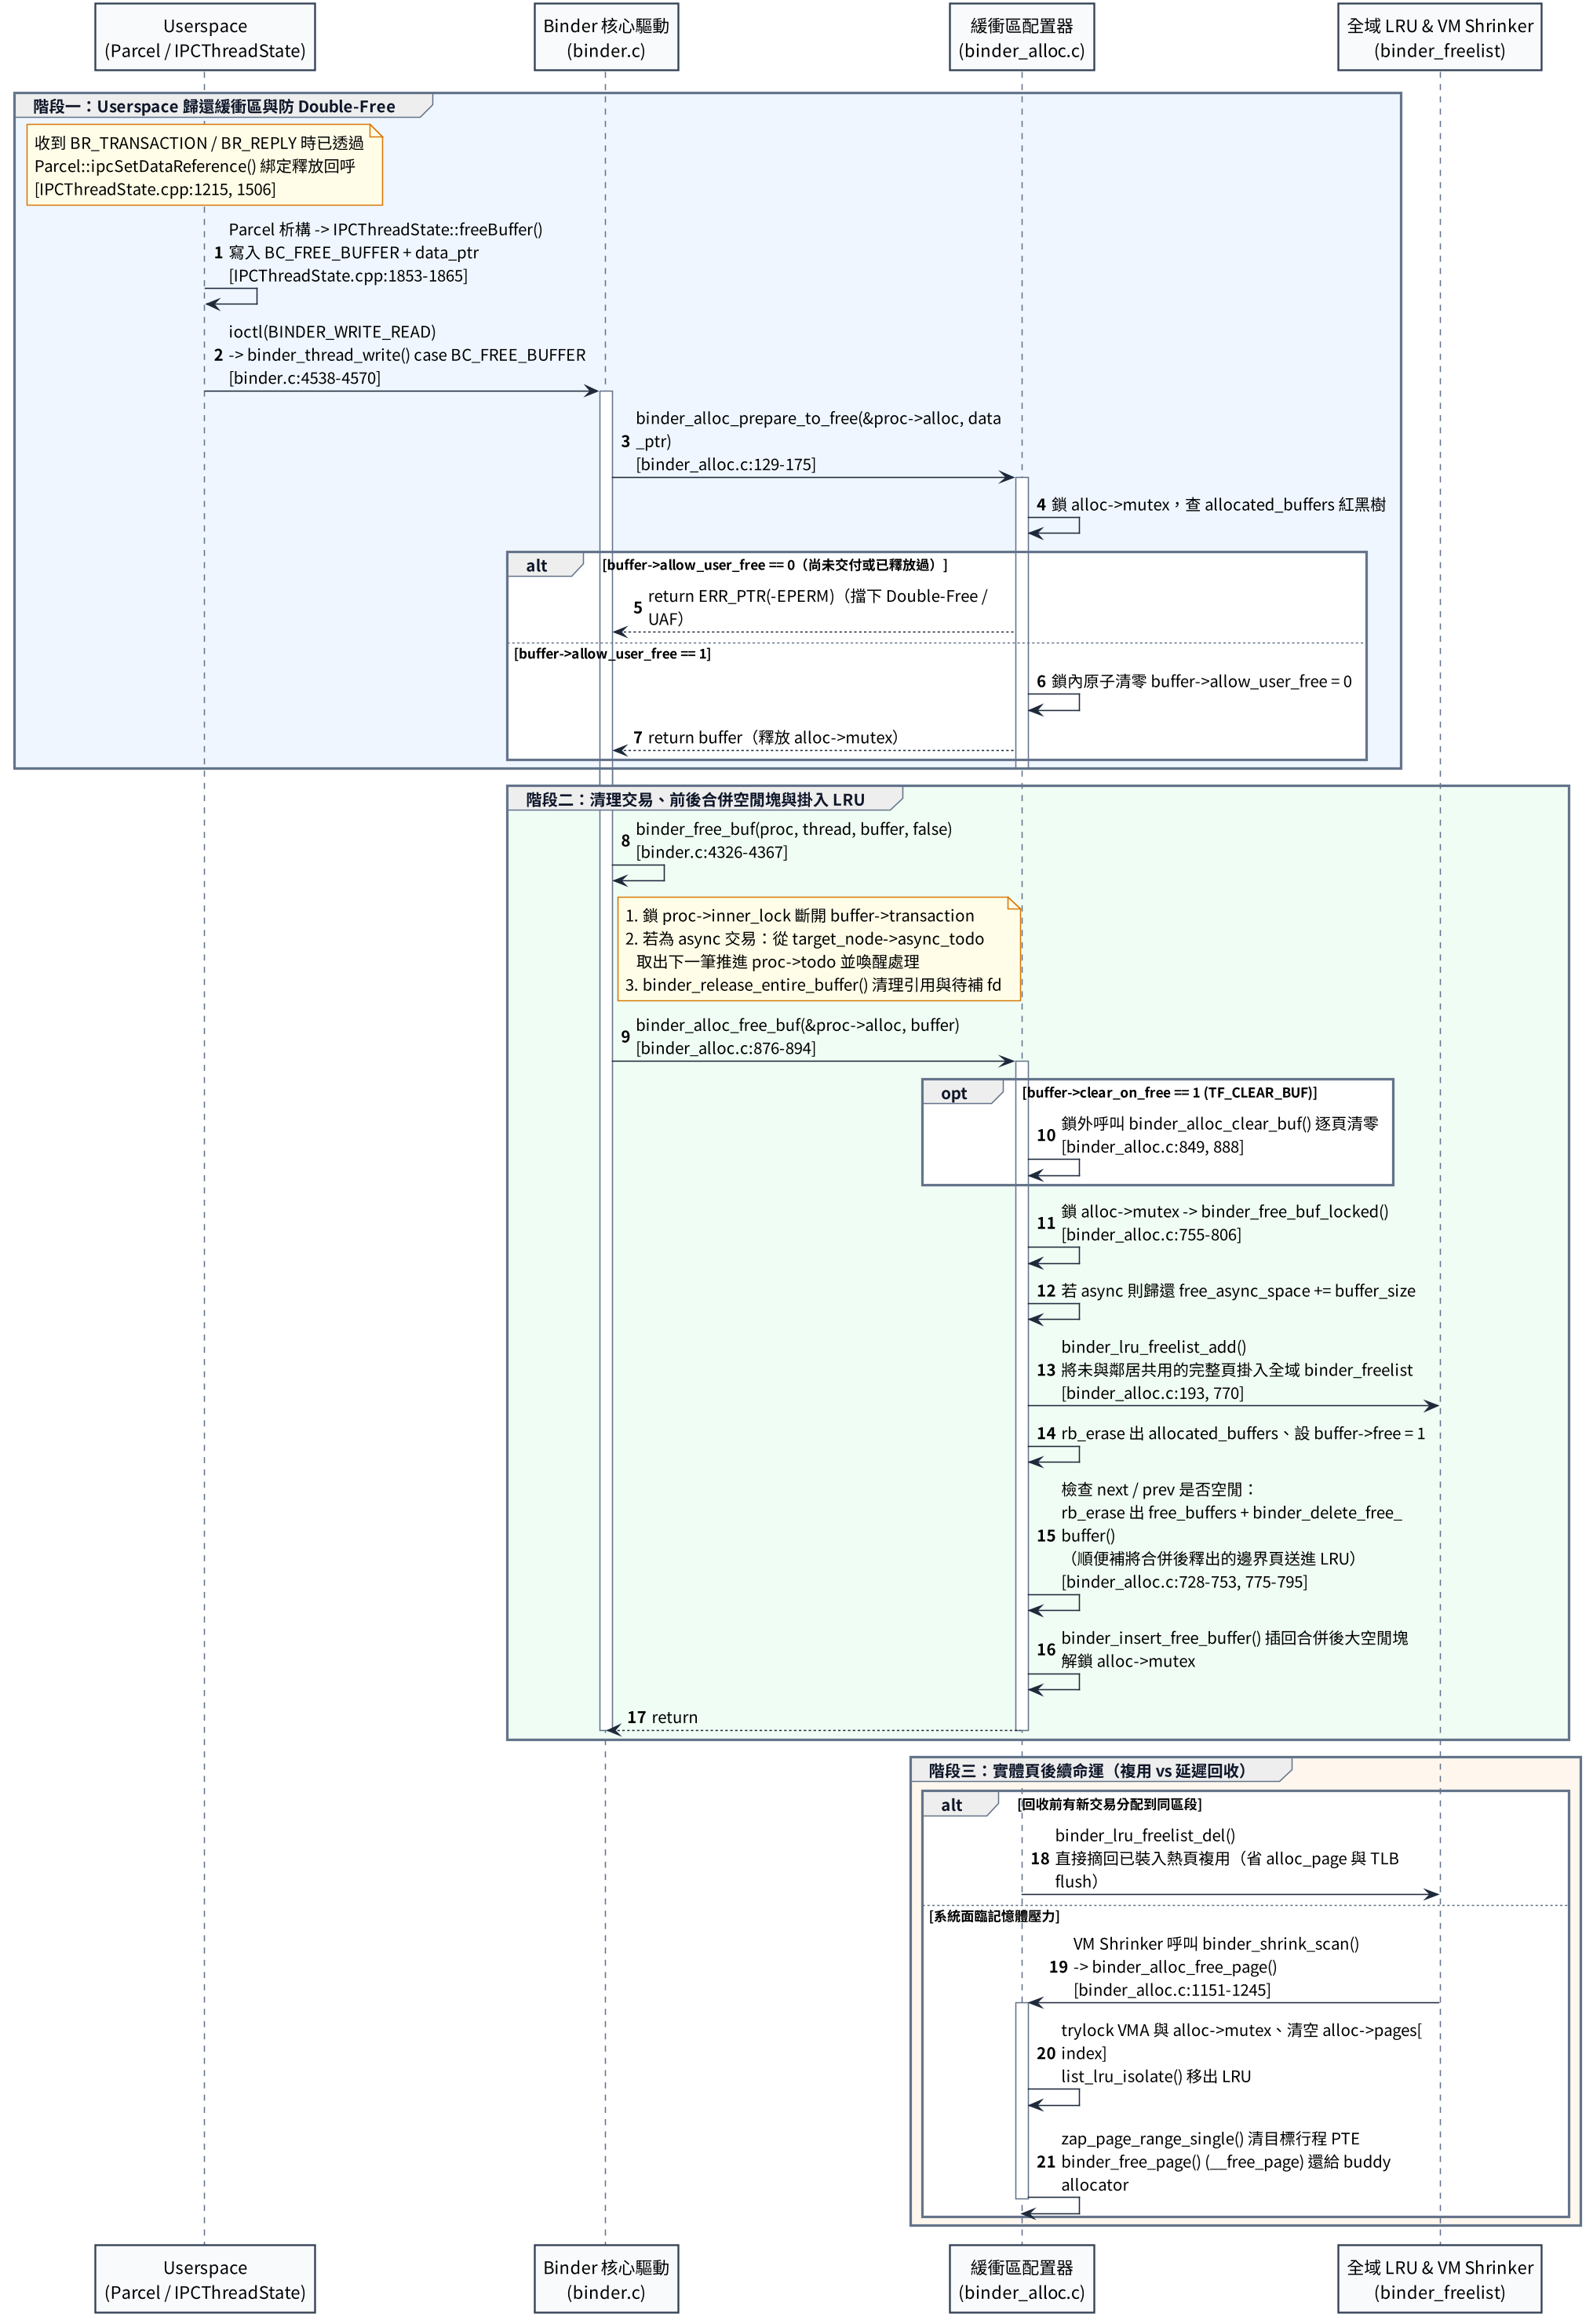 Userspace
(Parcel / IPCThreadState)
Binder 核心驅動
(binder.c)
緩衝區配置器
(binder_alloc.c)
全域 LRU & VM Shrinker
(binder_freelist)
階段一：Userspace 歸還緩衝區與防 Double-Free
收到 BR_TRANSACTION / BR_REPLY 時已透過
Parcel::ipcSetDataReference() 綁定釋放回呼
[IPCThreadState.cpp:1215, 1506]
Parcel 析構 -> IPCThreadState::freeBuffer()
1 寫入 BC_FREE_BUFFER + data_ptr
[IPCThreadState.cpp:1853-1865]
ioctl(BINDER_WRITE_READ)
2 -> binder_thread_write() case BC_FREE_BUFFER
[binder.c:4538-4570]
binder_alloc_prepare_to_free(&proc->alloc, data
3 _ptr)
[binder_alloc.c:129-175]
4 鎖 alloc->mutex，查 allocated_buffers 紅黑樹
alt [buffer->allow_user_free == 0（尚未交付或已釋放過）]
5 return ERR_PTR(-EPERM)（擋下 Double-Free /
UAF）
[buffer->allow_user_free == 1]
6 鎖內原子清零 buffer->allow_user_free = 0
7 return buffer（釋放 alloc->mutex）
階段二：清理交易、前後合併空閒塊與掛入 LRU
8 binder_free_buf(proc, thread, buffer, false)
[binder.c:4326-4367]
1. 鎖 proc->inner_lock 斷開 buffer->transaction
2. 若為 async 交易：從 target_node->async_todo
取出下一筆推進 proc->todo 並喚醒處理
3. binder_release_entire_buffer() 清理引用與待補 fd
9 binder_alloc_free_buf(&proc->alloc, buffer)
[binder_alloc.c:876-894]
opt [buffer->clear_on_free == 1 (TF_CLEAR_BUF)]
10 鎖外呼叫 binder_alloc_clear_buf() 逐頁清零
[binder_alloc.c:849, 888]
11 鎖 alloc->mutex -> binder_free_buf_locked()
[binder_alloc.c:755-806]
12 若 async 則歸還 free_async_space += buffer_size
binder_lru_freelist_add()
13 將未與鄰居共用的完整頁掛入全域 binder_freelist
[binder_alloc.c:193, 770]
14 rb_erase 出 allocated_buffers、設 buffer->free = 1
檢查 next / prev 是否空閒：
rb_erase 出 free_buffers + binder_delete_free_
15 buffer()
（順便補將合併後釋出的邊界頁送進 LRU）
[binder_alloc.c:728-753, 775-795]
16 binder_insert_free_buffer() 插回合併後大空閒塊
解鎖 alloc->mutex
17 return
階段三：實體頁後續命運（複用 vs 延遲回收）
alt [回收前有新交易分配到同區段]
binder_lru_freelist_del()
18 直接摘回已裝入熱頁複用（省 alloc_page 與 TLB
flush）
[系統面臨記憶體壓力]
VM Shrinker 呼叫 binder_shrink_scan()
19 -> binder_alloc_free_page()
[binder_alloc.c:1151-1245]
trylock VMA 與 alloc->mutex、清空 alloc->pages[
20 index]
list_lru_isolate() 移出 LRU
zap_page_range_single() 清目標行程 PTE
21 binder_free_page() (__free_page) 還給 buddy
allocator
Userspace
(Parcel / IPCThreadState)
Binder 核心驅動
(binder.c)
緩衝區配置器
(binder_alloc.c)
全域 LRU & VM Shrinker
(binder_freelist)